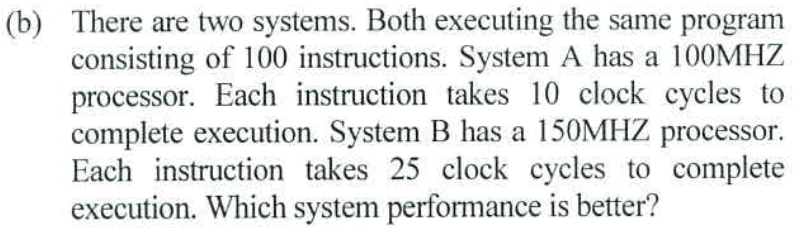 (b) There are two systems. Both executing the same program
consisting of 100 instructions. System A has a 100MHZ
processor. Each instruction takes 10 clock cycles to
complete execution. System B has a 150MHZ processor.
Each instruction takes 25 clock cycles to complete
execution. Which system performance is better?